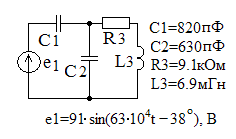 C1
R3
C1=820пФ
C2=630пФ
R3=9.1кОм
L3=6.9мГн
e1
C2
L3
e1=91·sin(63·10⁴t−38°), В